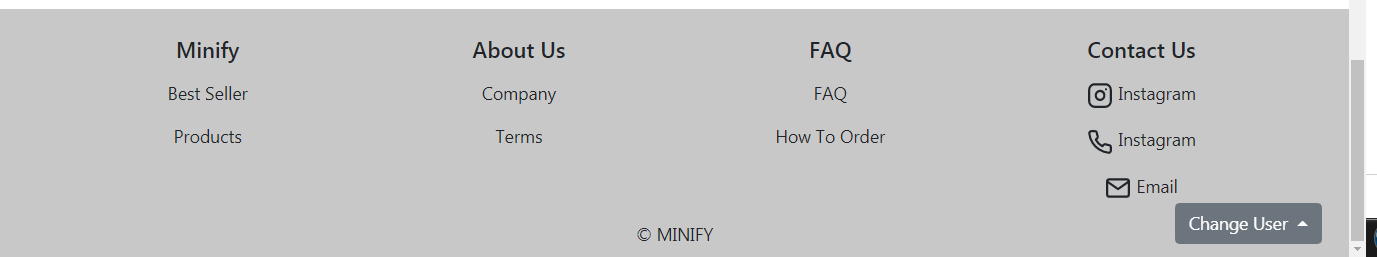 Minify
Best Seller
Products
About Us
Company
Terms
FAQ
FAQ
How To Order
Contact Us
Instagram
Instagram
Email
Change User
© MINIFY